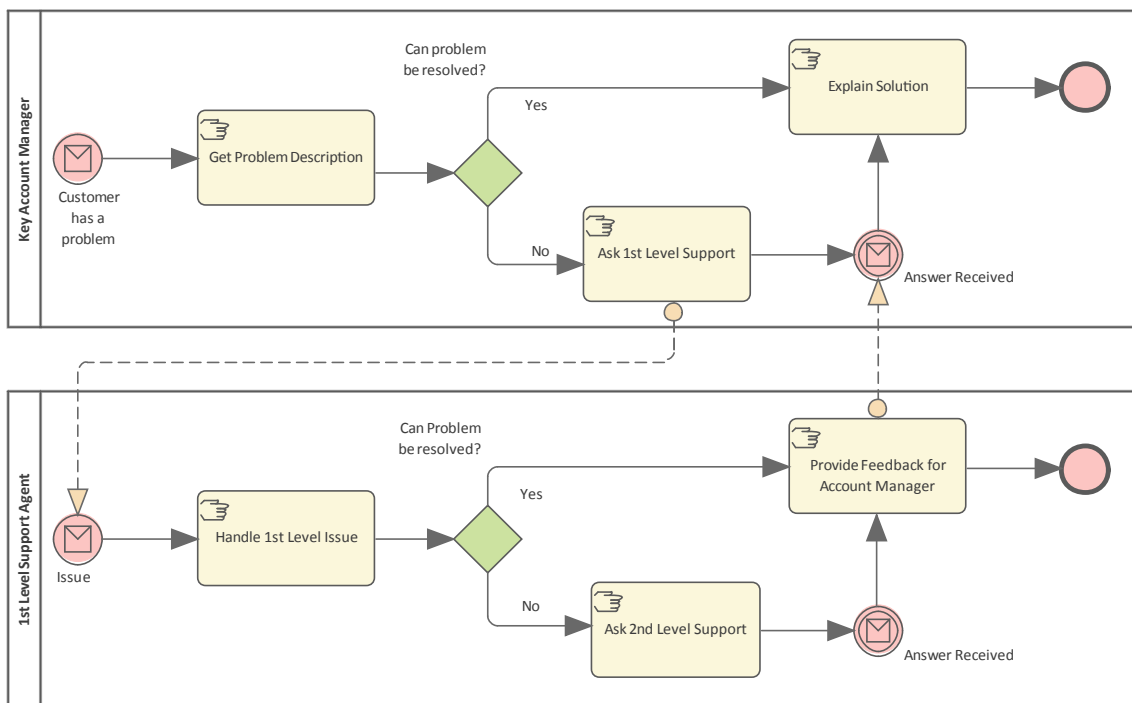 Key Account Manager
Can problem
be resolved?
Yes
Explain Solution
Get Problem Description
Customer
has a
problem
No
Ask 1st Level Support
Answer Received
1st Level Support Agent
Can Problem
be resolved?
Yes
Provide Feedback for
Account Manager
Handle 1st Level Issue
Issue
No
Ask 2nd Level Support
Answer Received